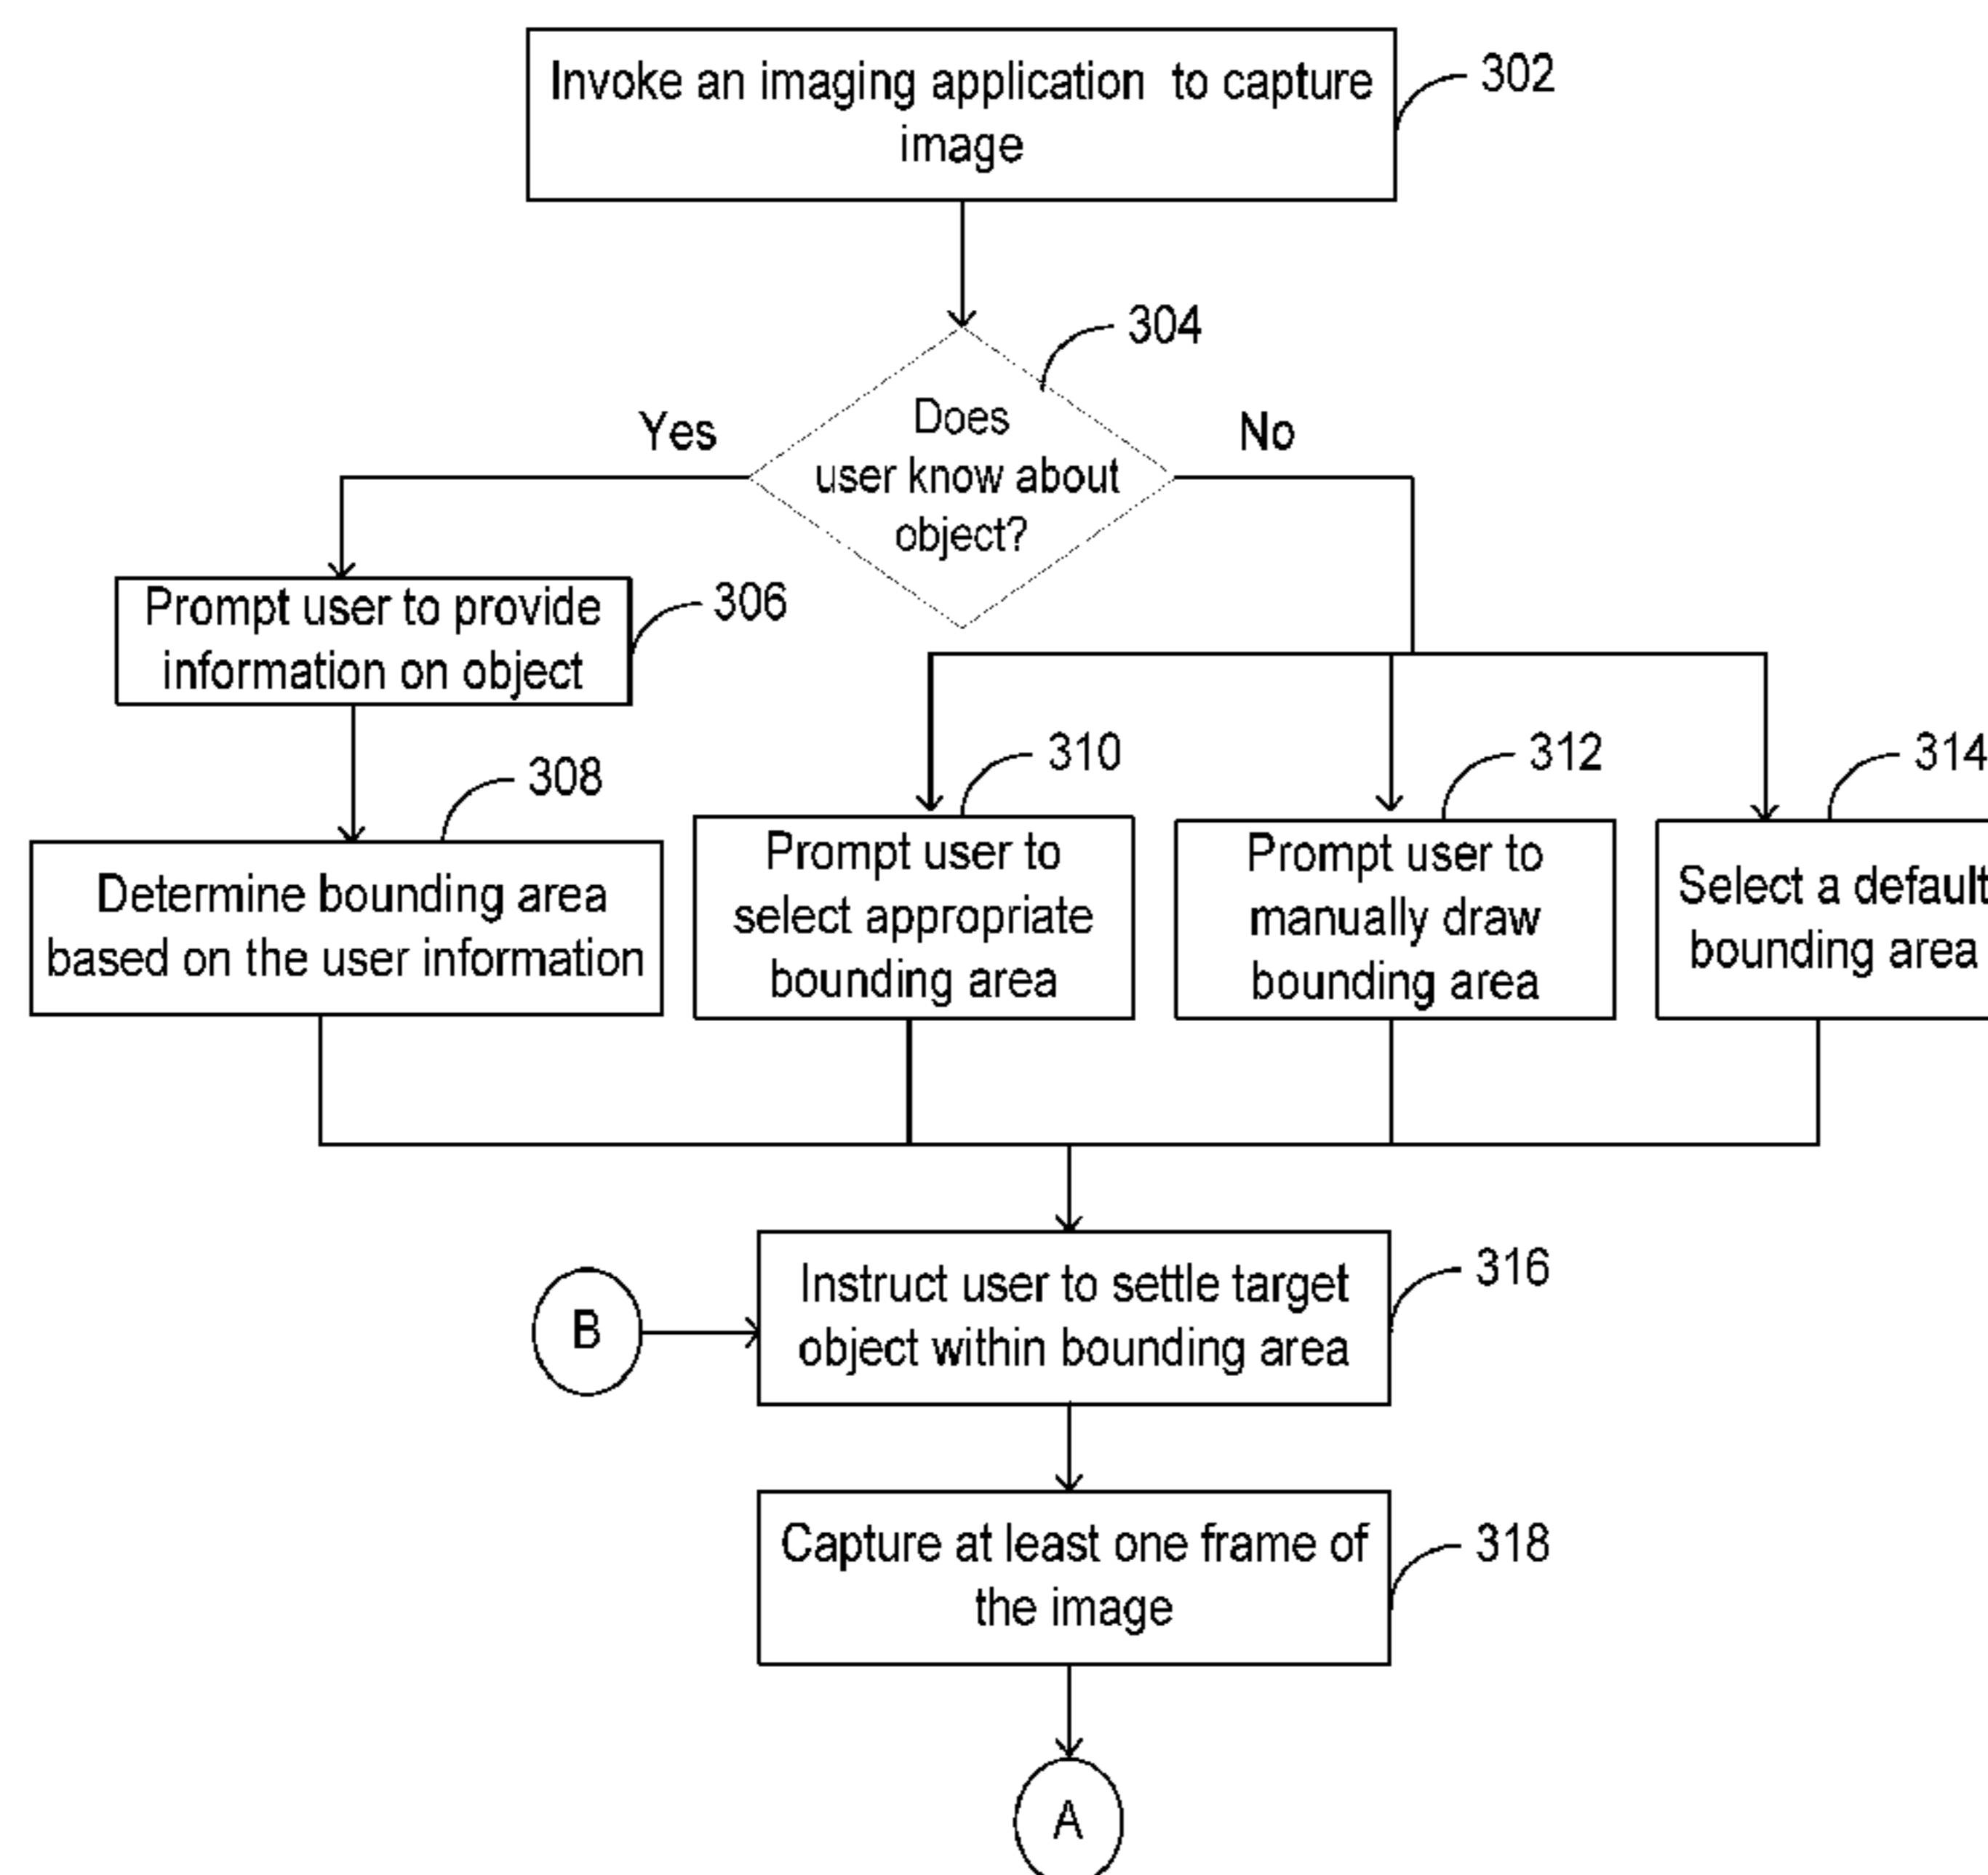 Invoke an imaging application to capture
image
302
304
Does
user know about
object?
Yes
No
Prompt user to provide
information on object
306
308
310
312
314
Determine bounding area
based on the user information
Prompt user to
select appropriate
bounding area
Prompt user to
manually draw
bounding area
Select a default
bounding area
B
Instruct user to settle target
object within bounding area
316
Capture at least one frame of
the image
318
A